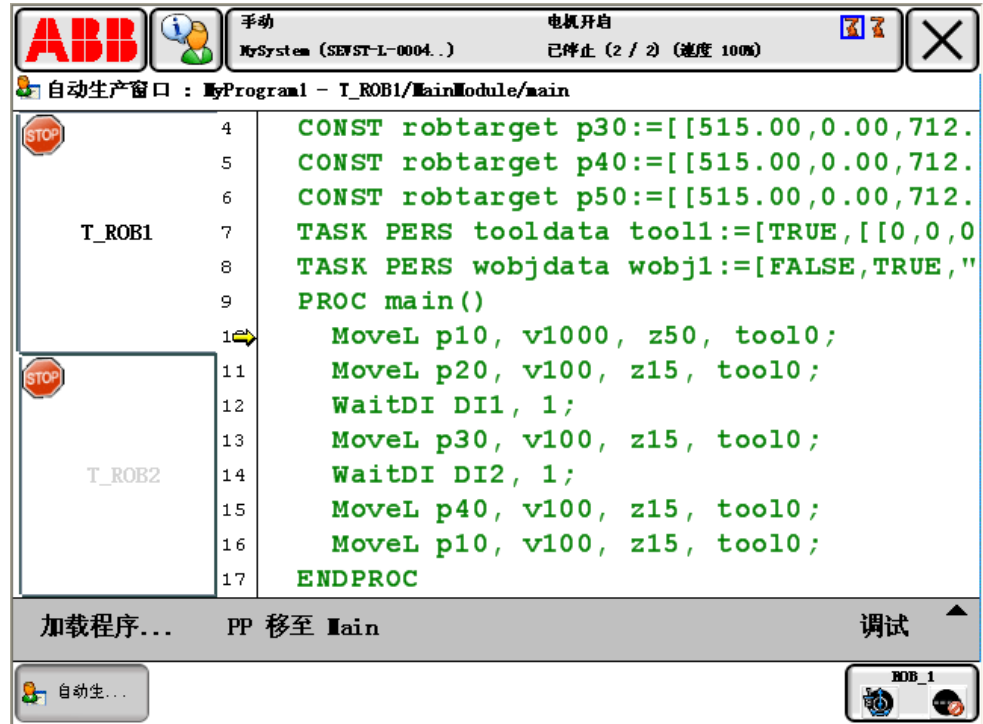 ABB
手动
MySystem (SEVST-L-0004..)
电机开启
已停止 (2 / 2) (速度 100%)
自动生产窗口 : MyProgram1 - T_ROB1/MainModule/main
STOP
T_ROB1
STOP
T_ROB2
4 CONST robtarget p30:=[[515.00,0.00,712.
5 CONST robtarget p40:=[[515.00,0.00,712.
6 CONST robtarget p50:=[[515.00,0.00,712.
7 TASK PERS tooldata tool1:=[TRUE,[[0,0,0
8 TASK PERS wobjdata wobj1:=[FALSE,TRUE,"
9 PROC main()
MoveL p10, v1000, z50, tool0;
11 MoveL p20, v100, z15, tool0;
12 WaitDI DI1, 1;
13 MoveL p30, v100, z15, tool0;
14 WaitDI DI2, 1;
15 MoveL p40, v100, z15, tool0;
16 MoveL p10, v100, z15, tool0;
17 ENDPROC
加载程序... PP 移至 Main 调试
自动生...
ROB_1